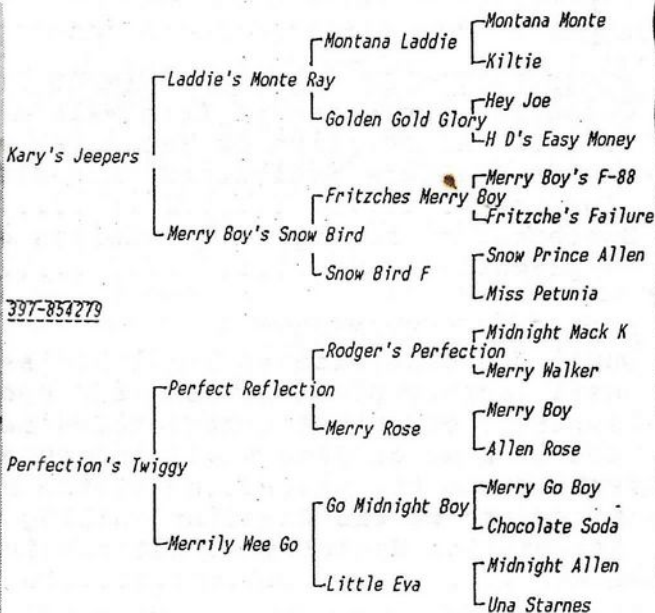 Montana Monte
Montana Laddie
Kiltie
Laddie's Monte Ray
Hey Joe
Golden Gold Glory
H D's Easy Money
Kary's Jeepers
Merry Boy's F-88
Fritzches Merry Boy
Fritzche's Failure
Merry Boy's Snow Bird
Snow Prince Allen
Snow Bird F
Miss Petunia
397-854279
Midnight Mack K
Rodger's Perfection
Merry Walker
Perfect Reflection
Merry Boy
Merry Rose
Allen Rose
Perfection's Twiggy
Merry Go Boy
Go Midnight Boy
Chocolate Soda
Merrily Wee Go
Midnight Allen
Little Eva
Una Starnes